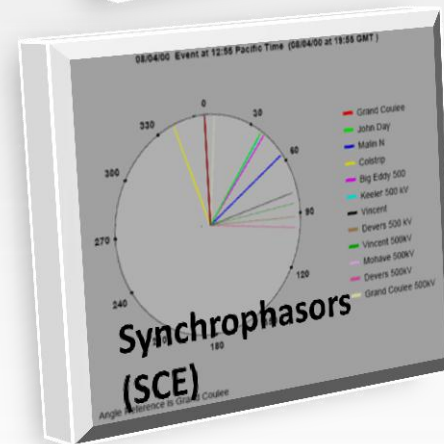 08/04/00 Event at 12:55 Pacific Time (08/04/00 at 19:55 GMT )
0
30
60
90
120
180
240
270
300
330
Grand Coulee
John Day
Malin N
Colstrip
Big Eddy 500
Keeler 500 kV
Vincent
Devers 500 kV
Vincent 500kV
Mohave 500kV
Devers 500kV
Grand Coulee 500kV
Synchrophasors
(SCE)
Angle Reference is Grand Coulee